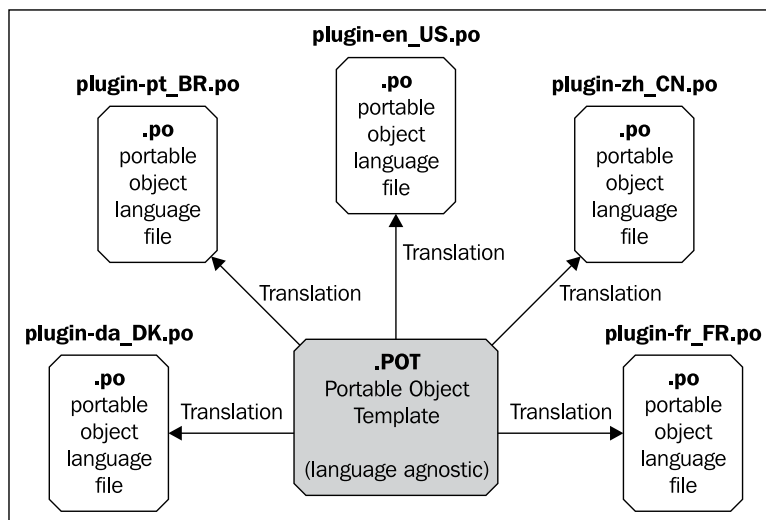 plugin-en_US.po
.po
portable
object
language
file
plugin-pt_BR.po
.po
portable
object
language
file
plugin-zh_CN.po
.po
portable
object
language
file
Translation
Translation
Translation
plugin-da_DK.po
.po
portable
object
language
file
Translation
.POT
Portable Object
Template
(language agnostic)
Translation
plugin-fr_FR.po
.po
portable
object
language
file